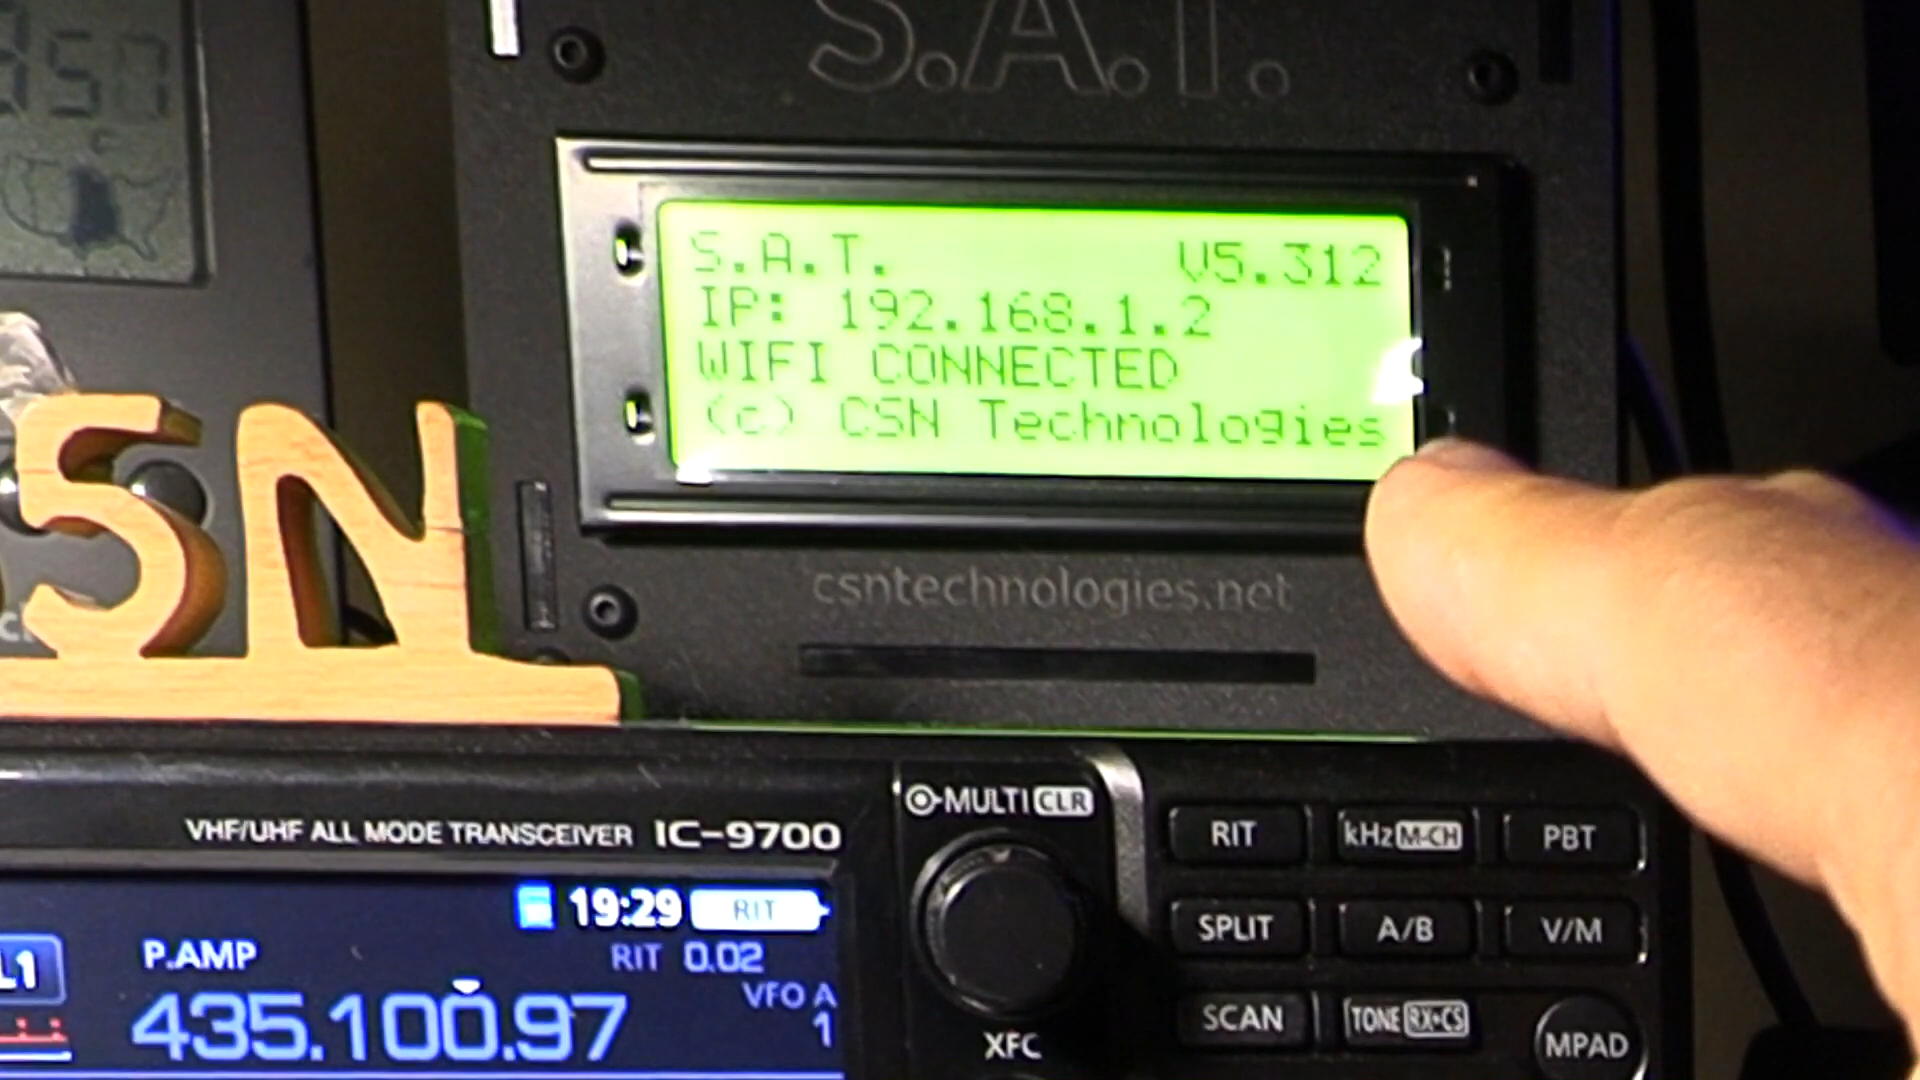 S.A.T.
S.A.T. V5.312
IP: 192.168.1.2
WIFI CONNECTED
(c) CSN Technologies
csntechnologies.net
5N
VHF/UHF ALL MODE TRANSCEIVER IC-9700
MULTI CLR
19:29 RIT
P.AMP RIT 0.02
VFO A
435.100.97 1
XFC
RIT kHz M-CH PBT
SPLIT A/B V/M
SCAN TONE RX→CS MPAD